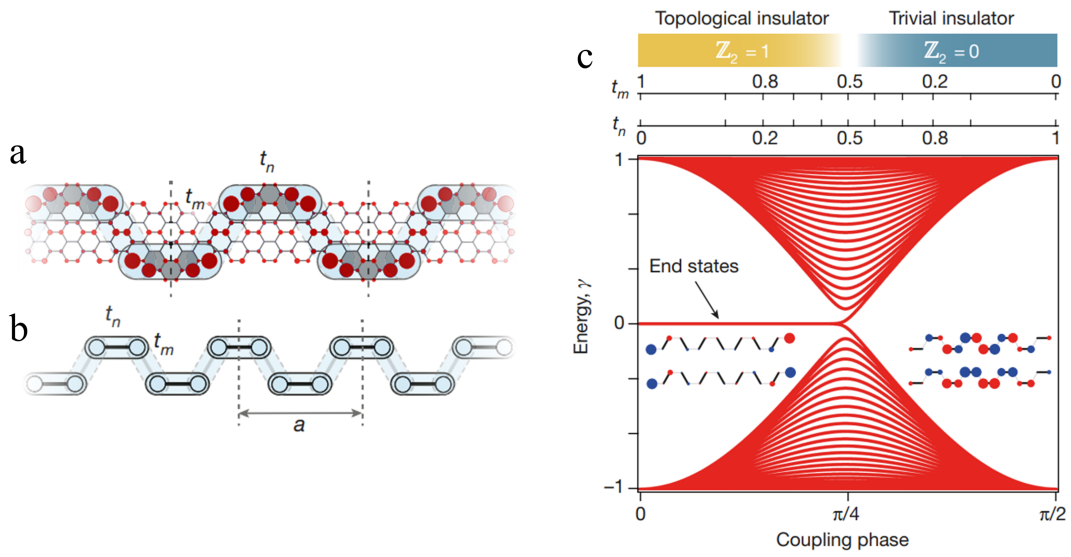 a
t_n
t_m
b
t_n
t_m
a
c
Topological insulator Trivial insulator
ℤ₂ = 1 ℤ₂ = 0
t_m 1 0.8 0.5 0.2 0
t_n 0 0.2 0.5 0.8 1
1
End states
0
−1
Energy, γ
0 π/4 π/2
Coupling phase